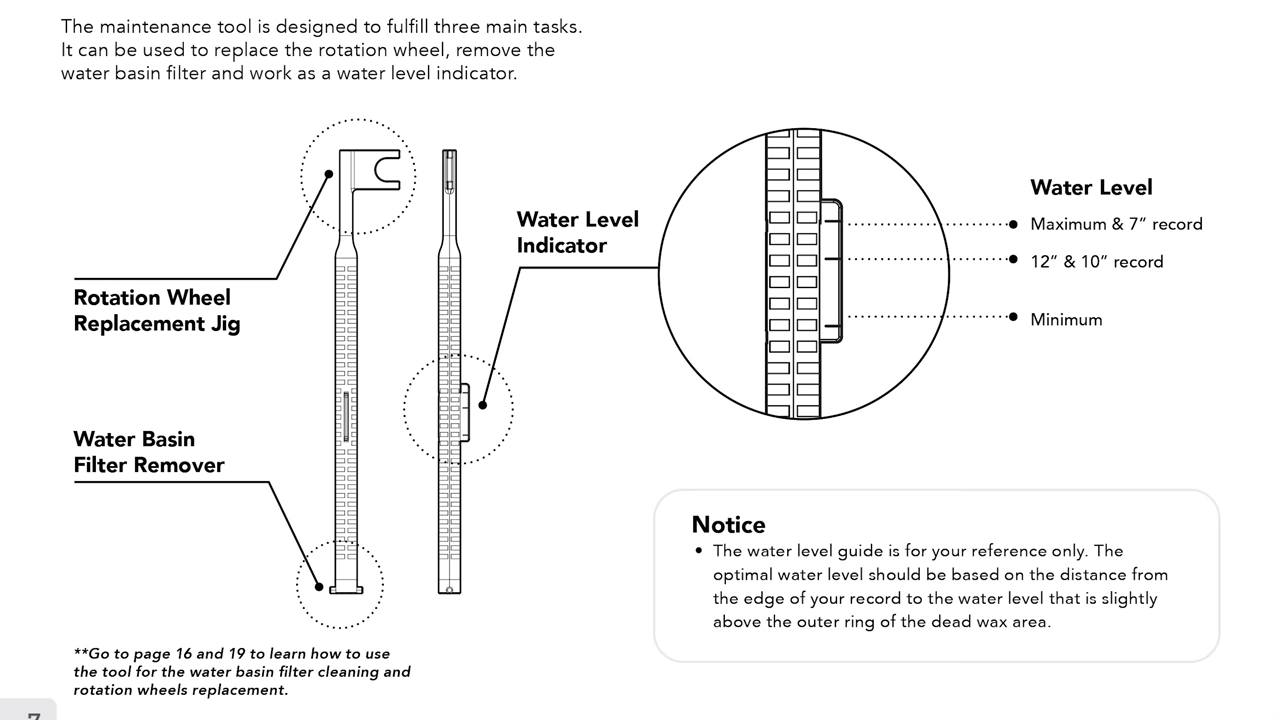 The maintenance tool is designed to fulfill three main tasks.
It can be used to replace the rotation wheel, remove the
water basin filter and work as a water level indicator.
Rotation Wheel
Replacement Jig
Water Basin
Filter Remover
Water Level
Indicator
Water Level
Maximum & 7” record
12” & 10” record
Minimum
Notice
• The water level guide is for your reference only. The
optimal water level should be based on the distance from
the edge of your record to the water level that is slightly
above the outer ring of the dead wax area.
**Go to page 16 and 19 to learn how to use
the tool for the water basin filter cleaning and
rotation wheels replacement.
7